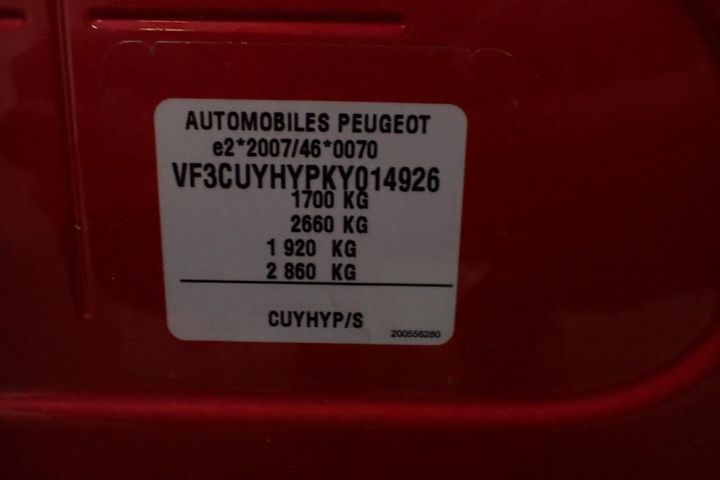 AUTOMOBILES PEUGEOT
e2*2007/46*0070
VF3CUYHYPKY014926
1700 KG
2660 KG
1 920 KG
2 860 KG
CUYHYP/S
200556280